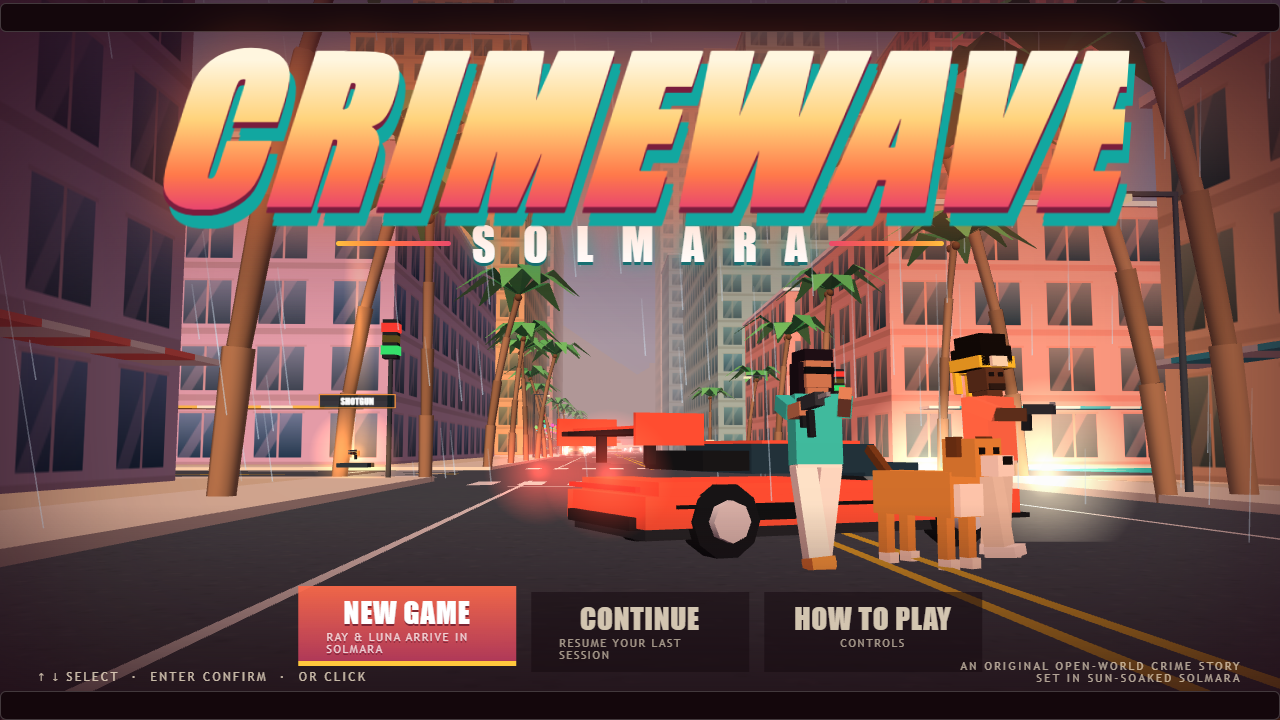 CRIMEWAVE
SOLMARA
SHOTGUN
NEW GAME
RAY & LUNA ARRIVE IN
SOLMARA
CONTINUE
RESUME YOUR LAST
SESSION
HOW TO PLAY
CONTROLS
↑ ↓ SELECT · ENTER CONFIRM · OR CLICK
AN ORIGINAL OPEN-WORLD CRIME STORY
SET IN SUN-SOAKED SOLMARA